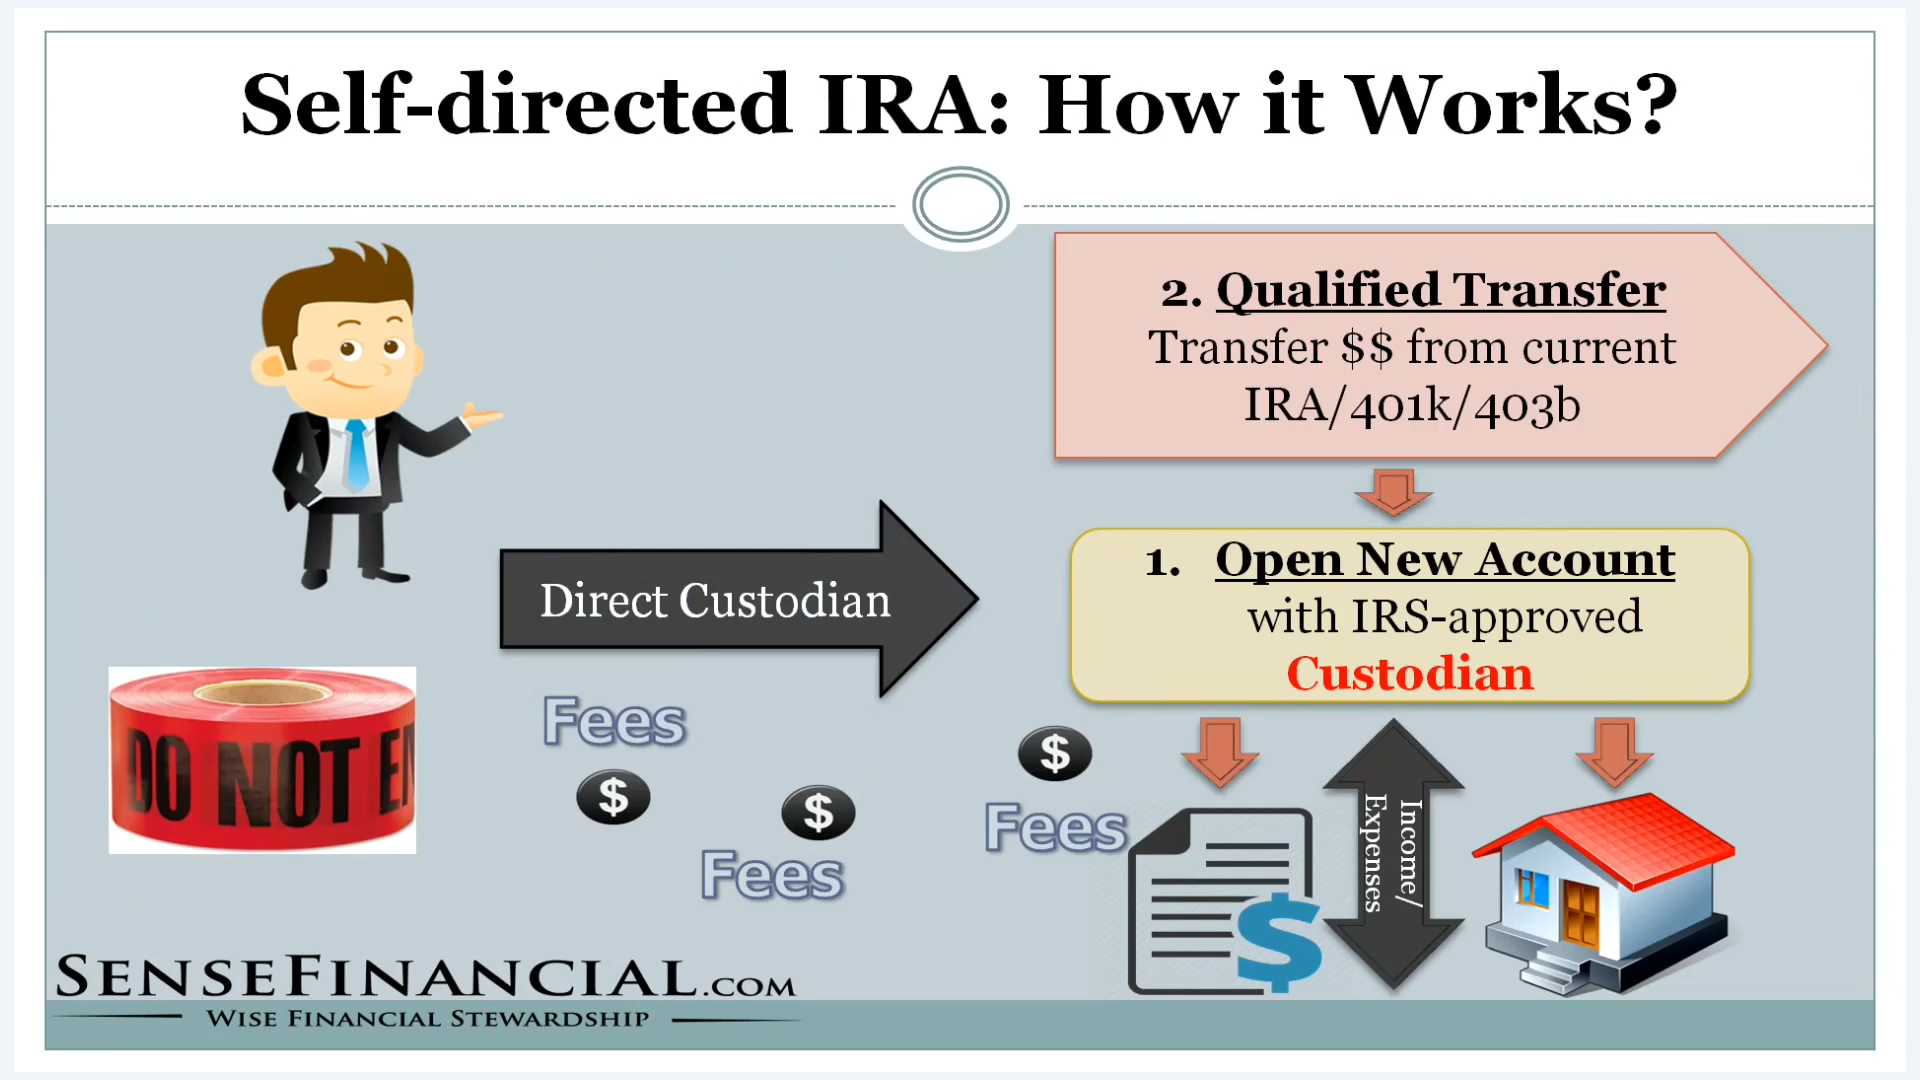 Self-directed IRA: How it Works?
2. Qualified Transfer
Transfer $$ from current
IRA/401k/403b
1. Open New Account
with IRS-approved
Custodian
Direct Custodian
DO NOT
Fees
$
$
Fees
$
Fees
$
Income/
Expenses
SENSEFINANCIAL.COM
WISE FINANCIAL STEWARDSHIP